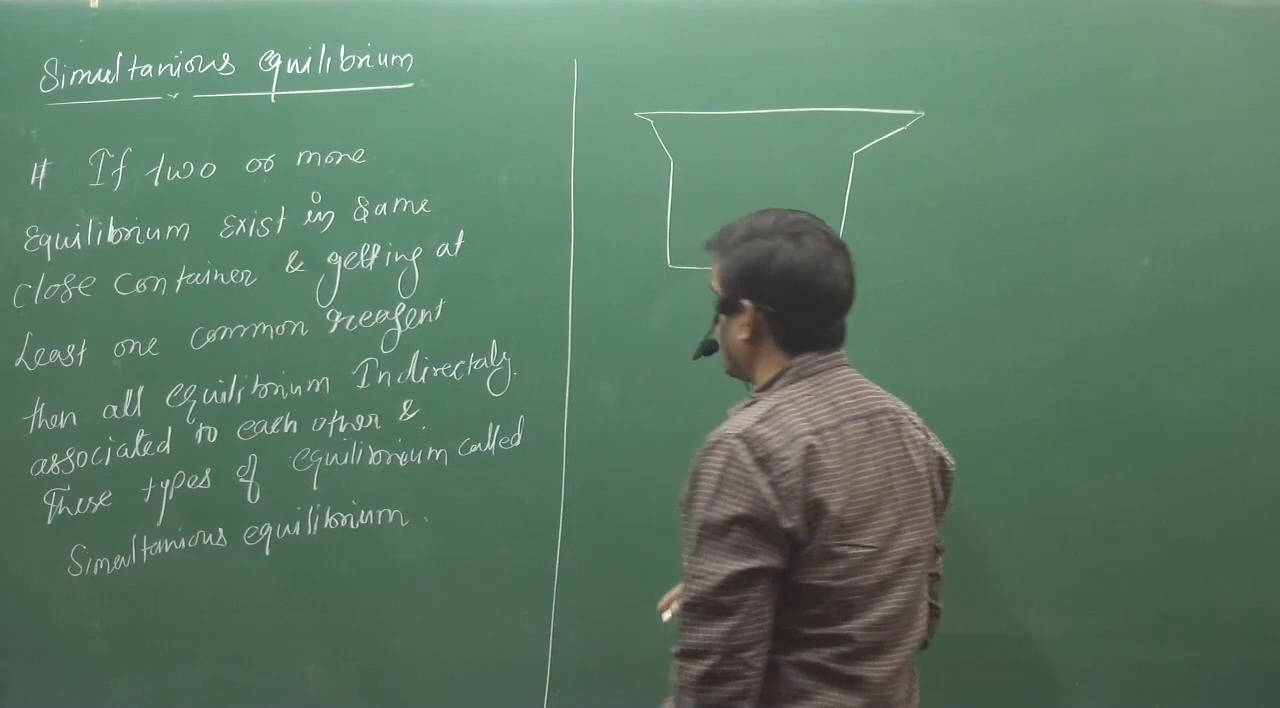 Simultanious equilibrium
# If two or more
Equilibrium Exist in same
close container & getting at
Least one common reagent
then all equilibrium Indirectaly
associated to each other &
These types of equilibrium called
Simultanious equilibrium.